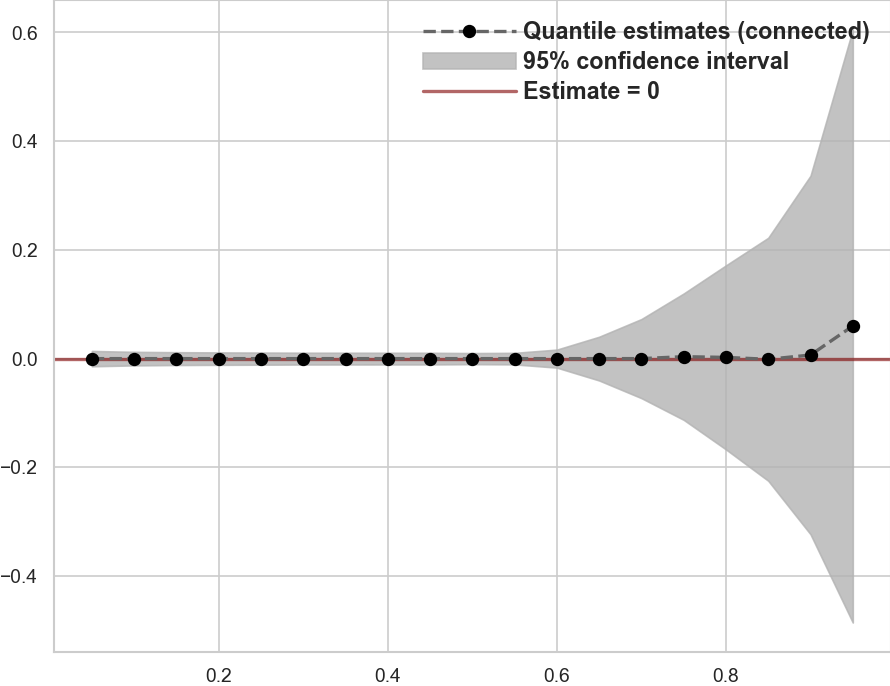 Quantile estimates (connected)
95% confidence interval
Estimate = 0
0.6
0.4
0.2
0.0
−0.2
−0.4
0.2 0.4 0.6 0.8